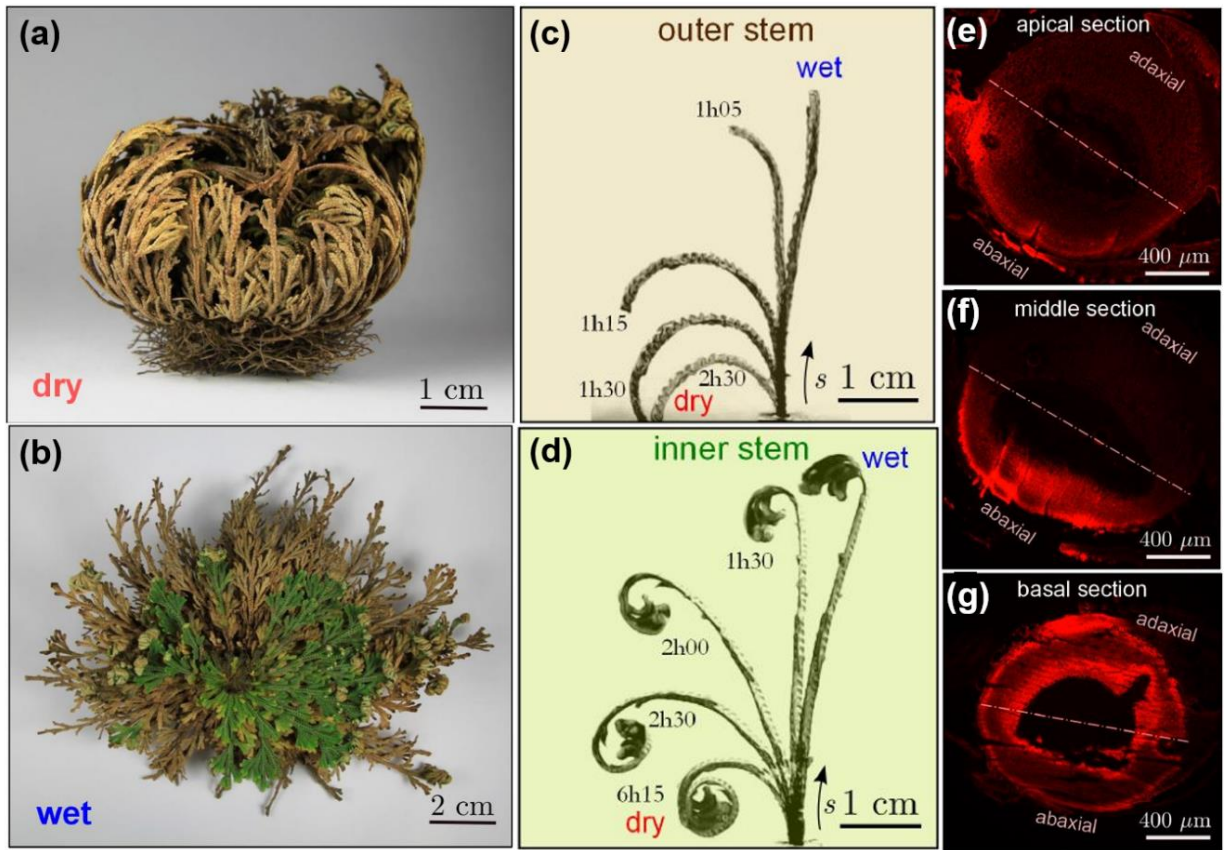 (a)
dry
1 cm
(b)
wet
2 cm
(c)
outer stem
wet
1h05
1h15
1h30
2h30
dry
s
1 cm
(d)
inner stem
wet
1h30
2h00
2h30
6h15
dry
s
1 cm
(e)
apical section
adaxial
abaxial
400 μm
(f)
middle section
adaxial
abaxial
400 μm
(g)
basal section
adaxial
abaxial
400 μm